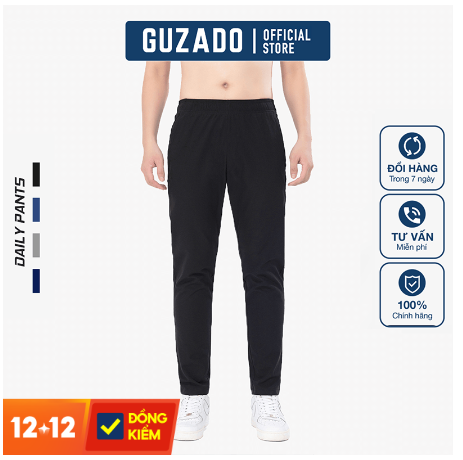 GUZADO
OFFICIAL
STORE
DAILY PANTS
ĐỔI HÀNG
Trong 7 ngày
TƯ VẤN
Miễn phí
100%
Chính hãng
12+12
ĐỒNG
KIỂM